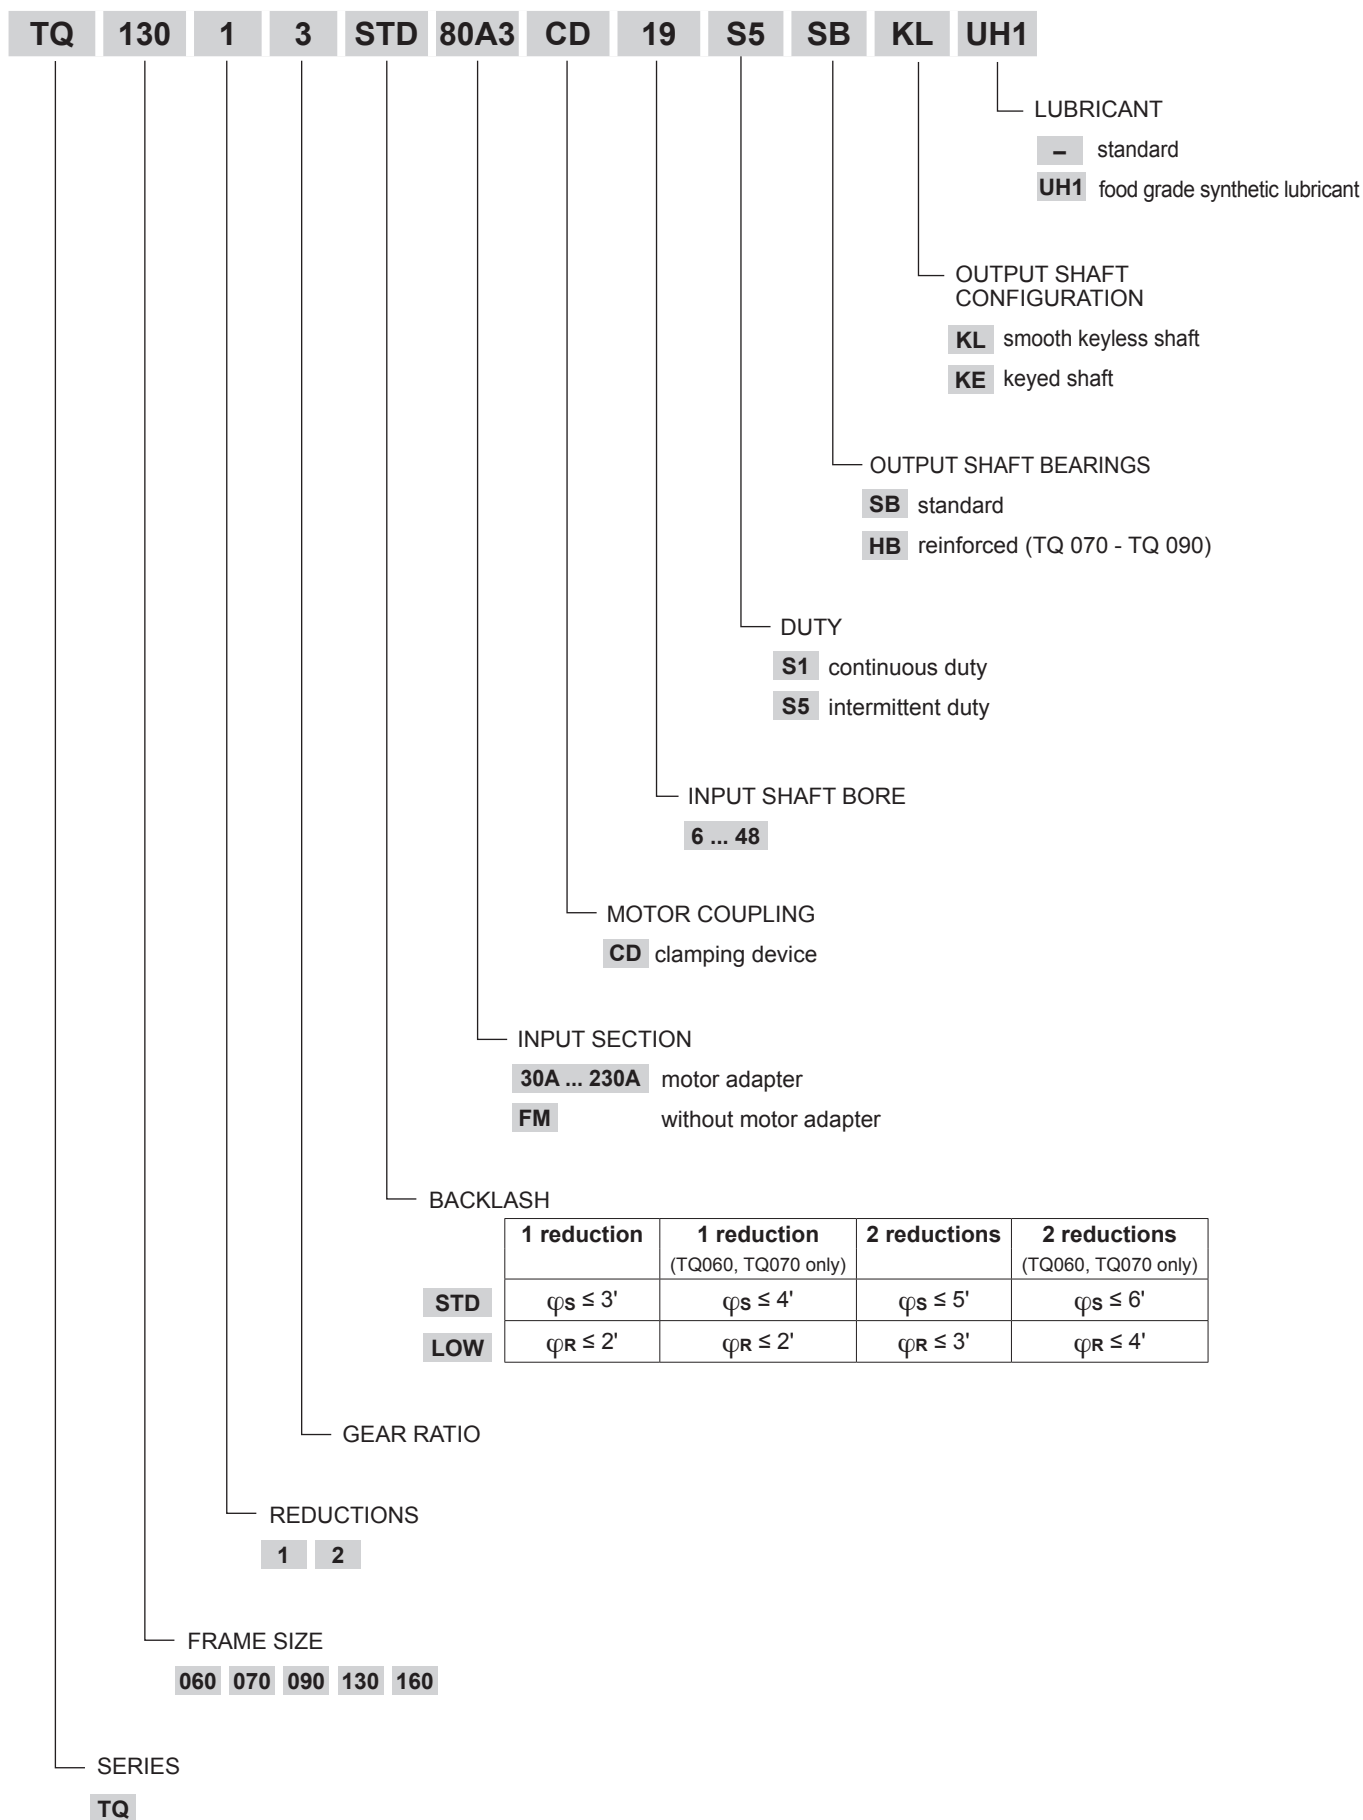 TQ 130 1 3 STD 80A3 CD 19 S5 SB KL UH1
LUBRICANT
– standard
UH1 food grade synthetic lubricant
OUTPUT SHAFT
CONFIGURATION
KL smooth keyless shaft
KE keyed shaft
OUTPUT SHAFT BEARINGS
SB standard
HB reinforced (TQ 070 - TQ 090)
DUTY
S1 continuous duty
S5 intermittent duty
INPUT SHAFT BORE
6 ... 48
MOTOR COUPLING
CD clamping device
INPUT SECTION
30A ... 230A motor adapter
FM without motor adapter
BACKLASH
1 reduction 1 reduction 2 reductions 2 reductions
(TQ060, TQ070 only) (TQ060, TQ070 only)
STD φS ≤ 3' φS ≤ 4' φS ≤ 5' φS ≤ 6'
LOW φR ≤ 2' φR ≤ 2' φR ≤ 3' φR ≤ 4'
GEAR RATIO
REDUCTIONS
1 2
FRAME SIZE
060 070 090 130 160
SERIES
TQ